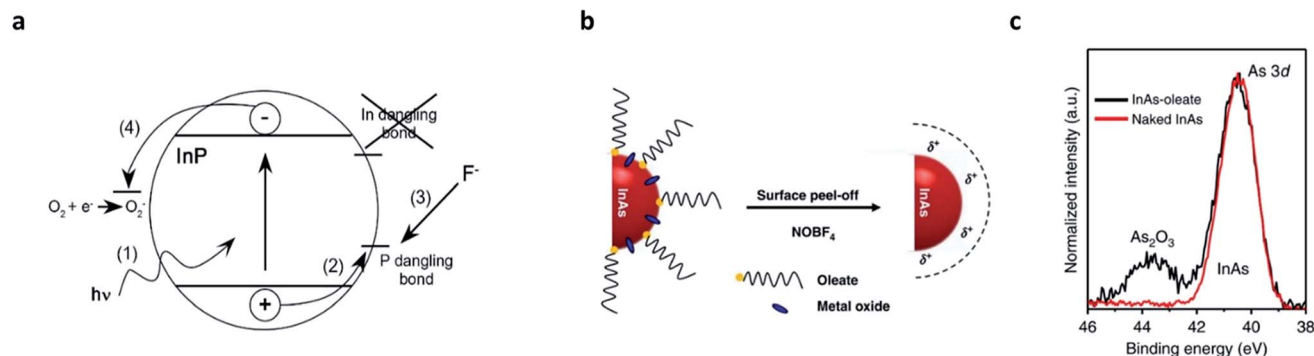 a
b
c
(4)
-
In dangling
bond
InP
F⁻
(3)
O₂ + e⁻
O₂⁻
(1)
(2)
P dangling
bond
hν
+
InAs
Surface peel-off
NOBF₄
Oleate
Metal oxide
InAs
δ⁺
δ⁺
δ⁺
δ⁺
As 3d
InAs-oleate
Naked InAs
As₂O₃
InAs
Normalized intensity (a.u.)
46 44 42 40 38
Binding energy (eV)